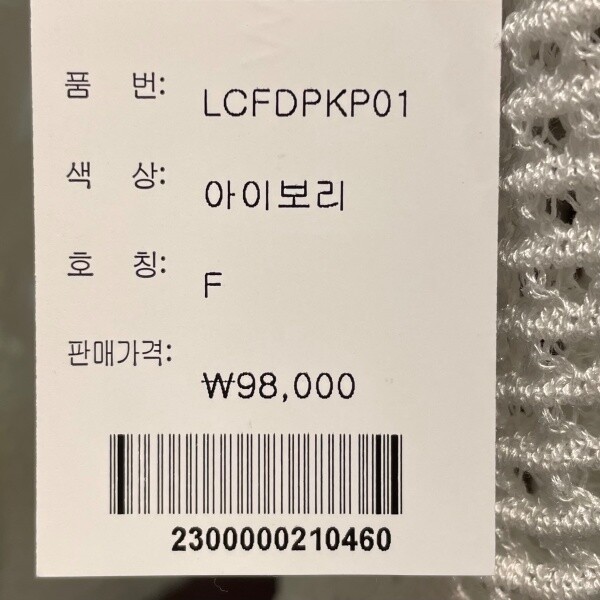 품 번: LCFDPKP01
색 상: 아이보리
호 칭: F
판매가격: ₩98,000
2300000210460